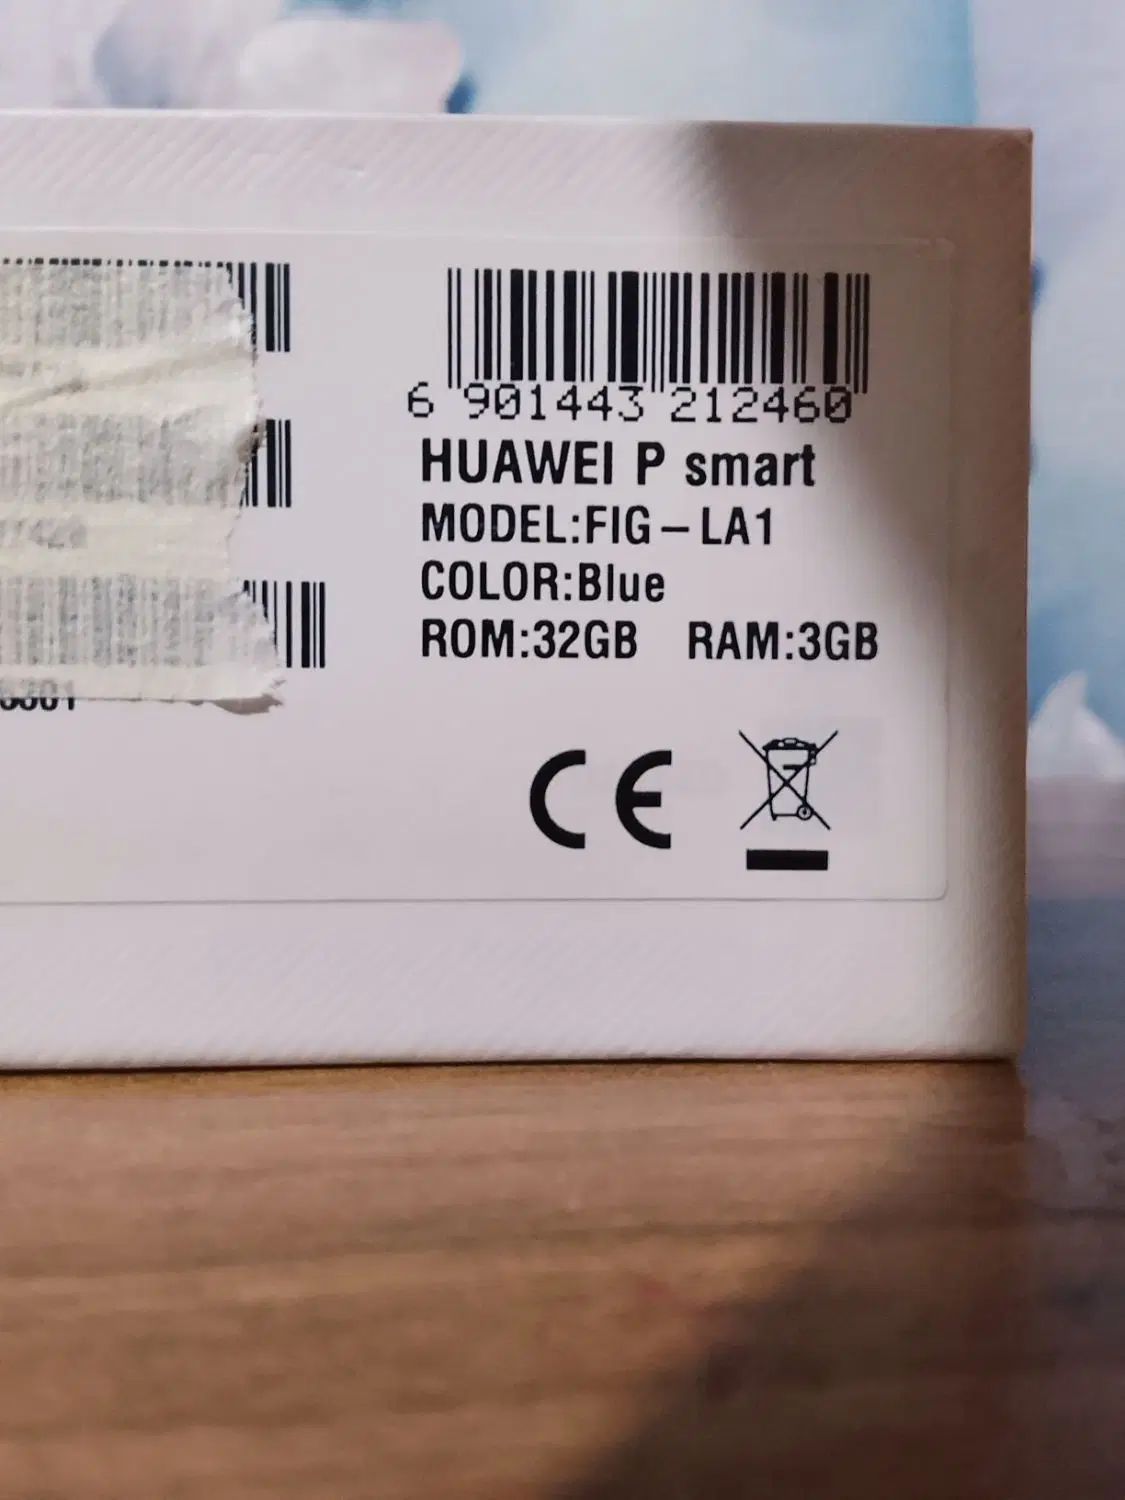 6 901443 212460
HUAWEI P smart
MODEL:FIG-LA1
COLOR:Blue
ROM:32GB RAM:3GB
CE